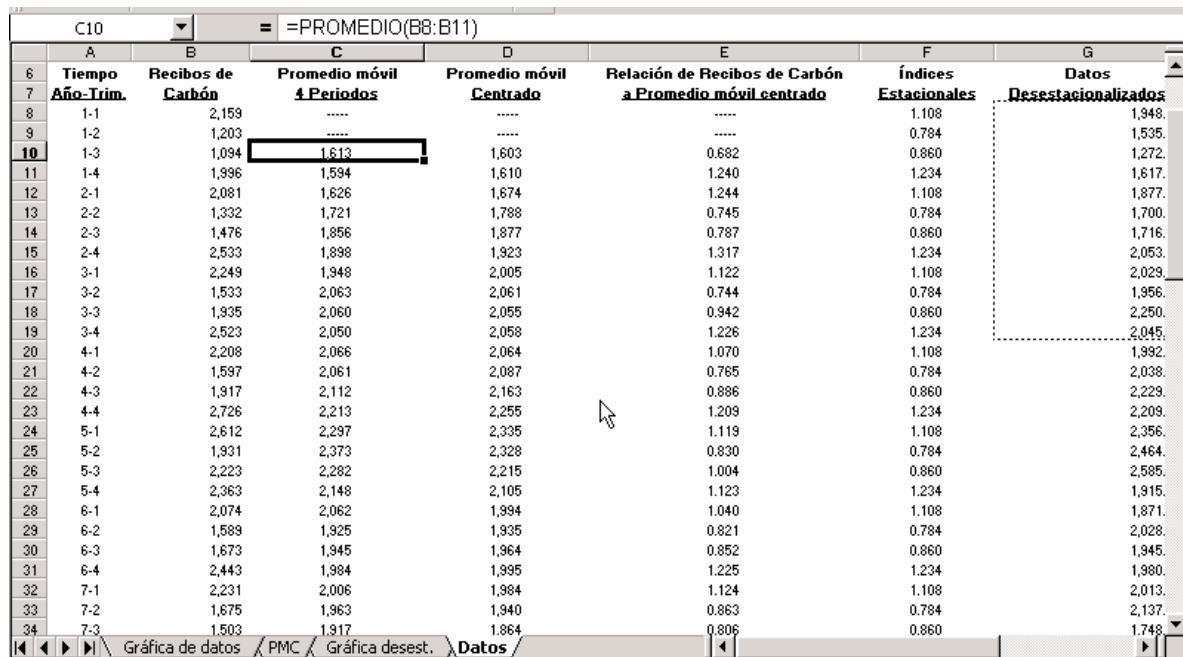 C10 = =PROMEDIO(B8:B11)
A B C D E F G
6 Tiempo Recibos de Promedio móvil Promedio móvil Relación de Recibos de Carbón Índices Datos
7 Año-Trim. Carbón 4 Periodos Centrado a Promedio móvil centrado Estacionales Desestacionalizados
8 1-1 2,159 ----- ----- ----- 1.108 1,948.
9 1-2 1,203 ----- ----- ----- 0.784 1,535.
10 1-3 1,094 1,613 1,603 0.682 0.860 1,272.
11 1-4 1,996 1,594 1,610 1.240 1.234 1,617.
12 2-1 2,081 1,626 1,674 1.244 1.108 1,877.
13 2-2 1,332 1,721 1,788 0.745 0.784 1,700.
14 2-3 1,476 1,856 1,877 0.787 0.860 1,716.
15 2-4 2,533 1,898 1,923 1.317 1.234 2,053.
16 3-1 2,249 1,948 2,005 1.122 1.108 2,029.
17 3-2 1,533 2,063 2,061 0.744 0.784 1,956.
18 3-3 1,935 2,060 2,055 0.942 0.860 2,250.
19 3-4 2,523 2,050 2,058 1.226 1.234 2,045.
20 4-1 2,208 2,066 2,064 1.070 1.108 1,992.
21 4-2 1,597 2,061 2,087 0.765 0.784 2,038.
22 4-3 1,917 2,112 2,163 0.886 0.860 2,229.
23 4-4 2,726 2,213 2,255 1.209 1.234 2,209.
24 5-1 2,612 2,297 2,335 1.119 1.108 2,356.
25 5-2 1,931 2,373 2,328 0.830 0.784 2,464.
26 5-3 2,223 2,282 2,215 1.004 0.860 2,585.
27 5-4 2,363 2,148 2,105 1.123 1.234 1,915.
28 6-1 2,074 2,062 1,994 1.040 1.108 1,871.
29 6-2 1,589 1,925 1,935 0.821 0.784 2,028.
30 6-3 1,673 1,945 1,964 0.852 0.860 1,945.
31 6-4 2,443 1,984 1,995 1.225 1.234 1,980.
32 7-1 2,231 2,006 1,984 1.124 1.108 2,013.
33 7-2 1,675 1,963 1,940 0.863 0.784 2,137.
34 7-3 1,503 1,917 1,864 0.806 0.860 1,748.
Gráfica de datos PMC Gráfica desest. Datos